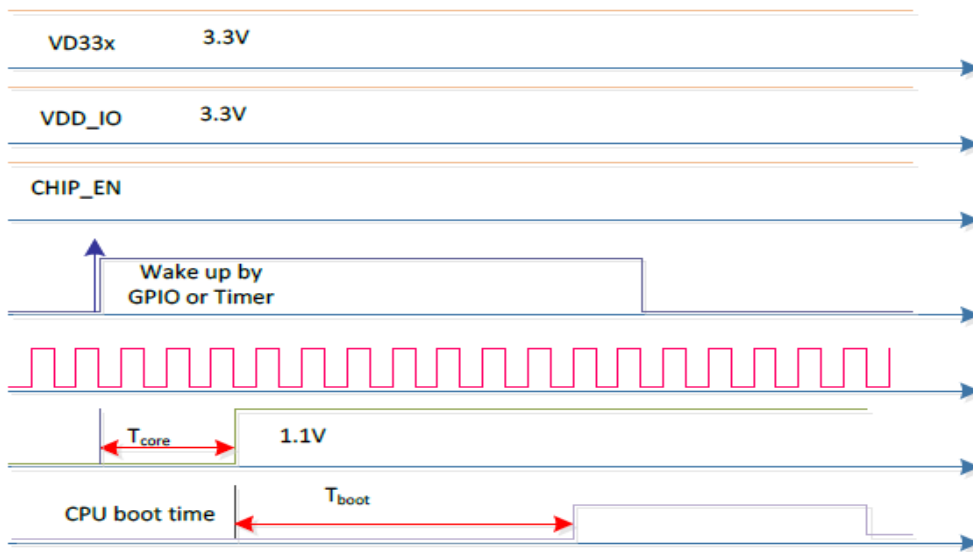 VD33x 3.3V
VDD_IO 3.3V
CHIP_EN
Wake up by
GPIO or Timer
Tcore 1.1V
Tboot
CPU boot time